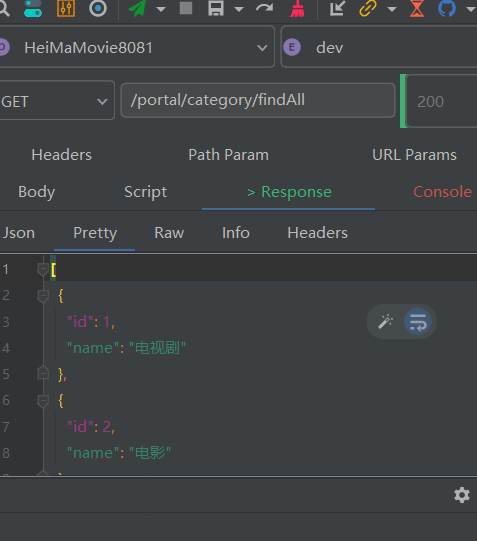 HeiMaMovie8081
E
dev
GET
/portal/category/findAll
200
Headers
Path Param
URL Params
Body
Script
> Response
Console
Json
Pretty
Raw
Info
Headers
1
[
2
{
3
"id": 1,
4
"name": "电视剧"
5
},
6
{
7
"id": 2,
8
"name": "电影"